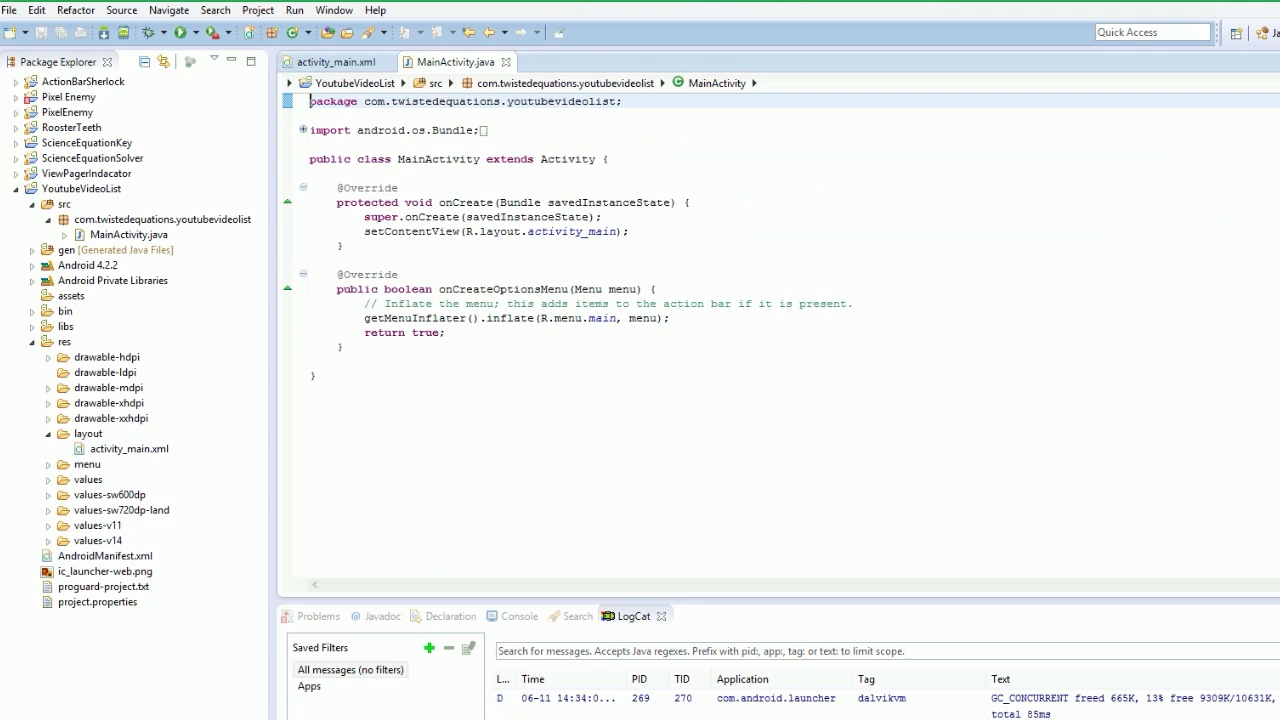 File Edit Refactor Source Navigate Search Project Run Window Help
Quick Access
Package Explorer
ActionBarSherlock
Pixel Enemy
PixelEnemy
RoosterTeeth
ScienceEquationKey
ScienceEquationSolver
ViewPagerIndacator
YoutubeVideoList
src
com.twistedequations.youtubevideolist
MainActivity.java
gen [Generated Java Files]
Android 4.2.2
Android Private Libraries
assets
bin
libs
res
drawable-hdpi
drawable-ldpi
drawable-mdpi
drawable-xhdpi
drawable-xxhdpi
layout
activity_main.xml
menu
values
values-sw600dp
values-sw720dp-land
values-v11
values-v14
AndroidManifest.xml
ic_launcher-web.png
proguard-project.txt
project.properties
activity_main.xml MainActivity.java
YoutubeVideoList src com.twistedequations.youtubevideolist MainActivity
package com.twistedequations.youtubevideolist;
import android.os.Bundle;
public class MainActivity extends Activity {
@Override
protected void onCreate(Bundle savedInstanceState) {
super.onCreate(savedInstanceState);
setContentView(R.layout.activity_main);
}
@Override
public boolean onCreateOptionsMenu(Menu menu) {
// Inflate the menu; this adds items to the action bar if it is present.
getMenuInflater().inflate(R.menu.main, menu);
return true;
}
}
Problems @ Javadoc Declaration Console Search LogCat
Saved Filters
All messages (no filters)
Apps
Search for messages. Accepts Java regexes. Prefix with pid:, app:, tag: or text: to limit scope.
L... Time PID TID Application Tag Text
D 06-11 14:34:0... 269 270 com.android.launcher dalvikvm GC_CONCURRENT freed 665K, 13% free 9309K/10631K,
total 85ms